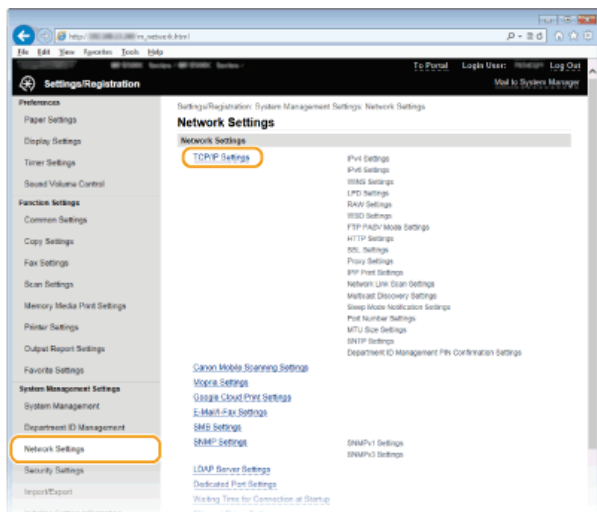 http://
m_network.html
File Edit View Favorites Tools Help
To Portal Login User: Log Out
Settings/Registration
Mail to System Manager
Preferences
Paper Settings
Display Settings
Timer Settings
Sound Volume Control
Function Settings
Common Settings
Copy Settings
Fax Settings
Scan Settings
Memory Media Print Settings
Printer Settings
Output Report Settings
Favorite Settings
System Management Settings
System Management
Department ID Management
Network Settings
Security Settings
Import/Export
Settings/Registration: System Management Settings: Network Settings
Network Settings
Network Settings
TCP/IP Settings
IPv4 Settings
IPv6 Settings
WINS Settings
LPD Settings
RAW Settings
WSD Settings
FTP PASV Mode Settings
HTTP Settings
SSL Settings
Proxy Settings
IPP Print Settings
Network Link Scan Settings
Multicast Discovery Settings
Sleep Mode Notification Settings
Port Number Settings
MTU Size Settings
SNTP Settings
Department ID Management PIN Confirmation Settings
Canon Mobile Scanning Settings
Mopria Settings
Google Cloud Print Settings
E-Mail/I-Fax Settings
SMB Settings
SNMP Settings
SNMPv1 Settings
SNMPv3 Settings
LDAP Server Settings
Dedicated Port Settings
Waiting Time for Connection at Startup